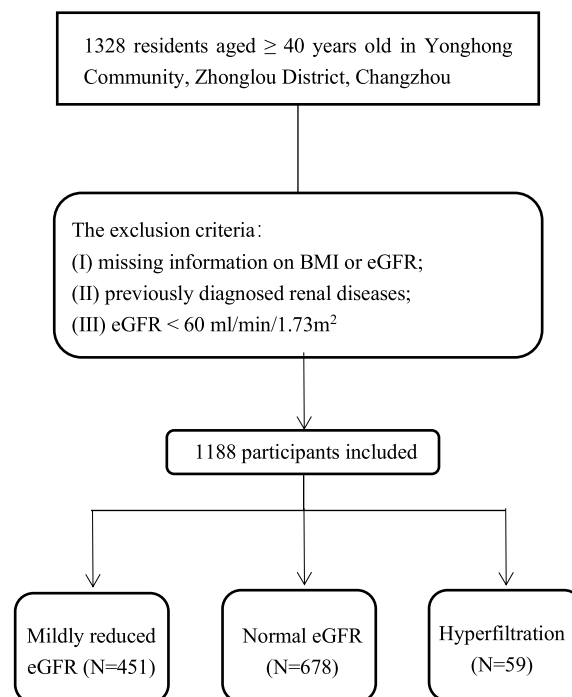 1328 residents aged ≥ 40 years old in Yonghong
Community, Zhonglou District, Changzhou
The exclusion criteria：
(I) missing information on BMI or eGFR;
(II) previously diagnosed renal diseases;
(III) eGFR < 60 ml/min/1.73m²
1188 participants included
Mildly reduced
eGFR (N=451)
Normal eGFR
(N=678)
Hyperfiltration
(N=59)